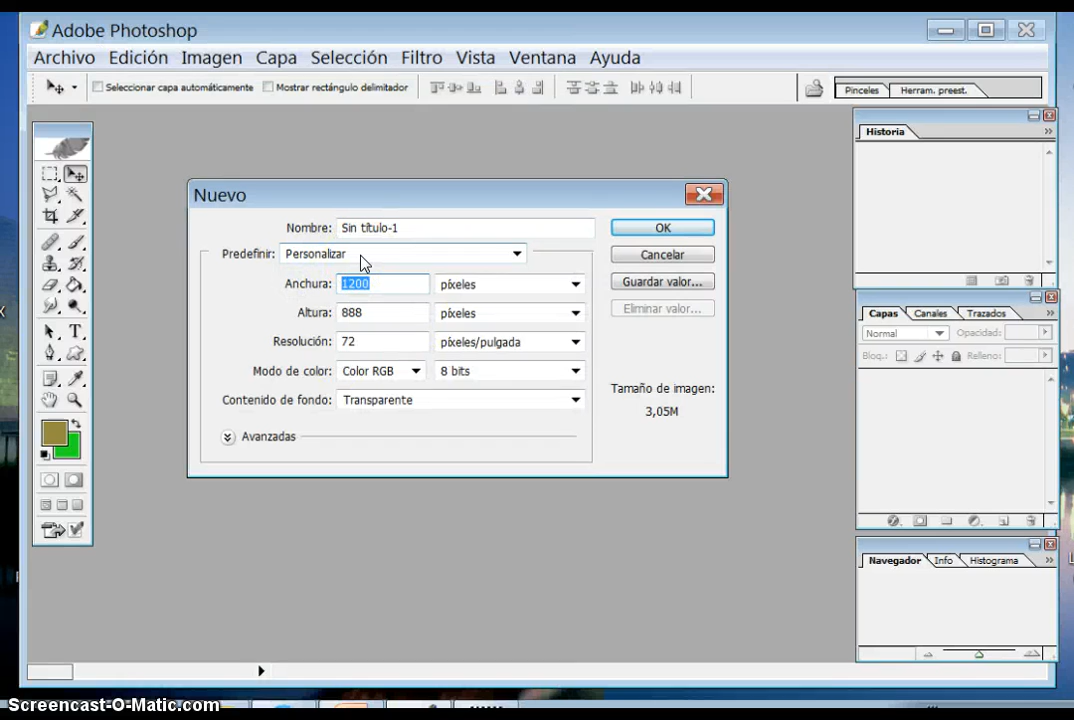 Adobe Photoshop
Archivo Edición Imagen Capa Selección Filtro Vista Ventana Ayuda
Seleccionar capa automáticamente Mostrar rectángulo delimitador Pinceles Herram. preest.
Historia
Nuevo
Nombre: Sin título-1 OK
Predefinir: Personalizar Cancelar
Anchura: 1200 píxeles Guardar valor...
Altura: 888 píxeles Eliminar valor...
Resolución: 72 píxeles/pulgada
Modo de color: Color RGB 8 bits
Contenido de fondo: Transparente
Tamaño de imagen:
3,05M
Avanzadas
Capas Canales Trazados
Normal Opacidad:
Bloq.: Relleno:
T
Navegador Info Histograma
Screencast-O-Matic.com